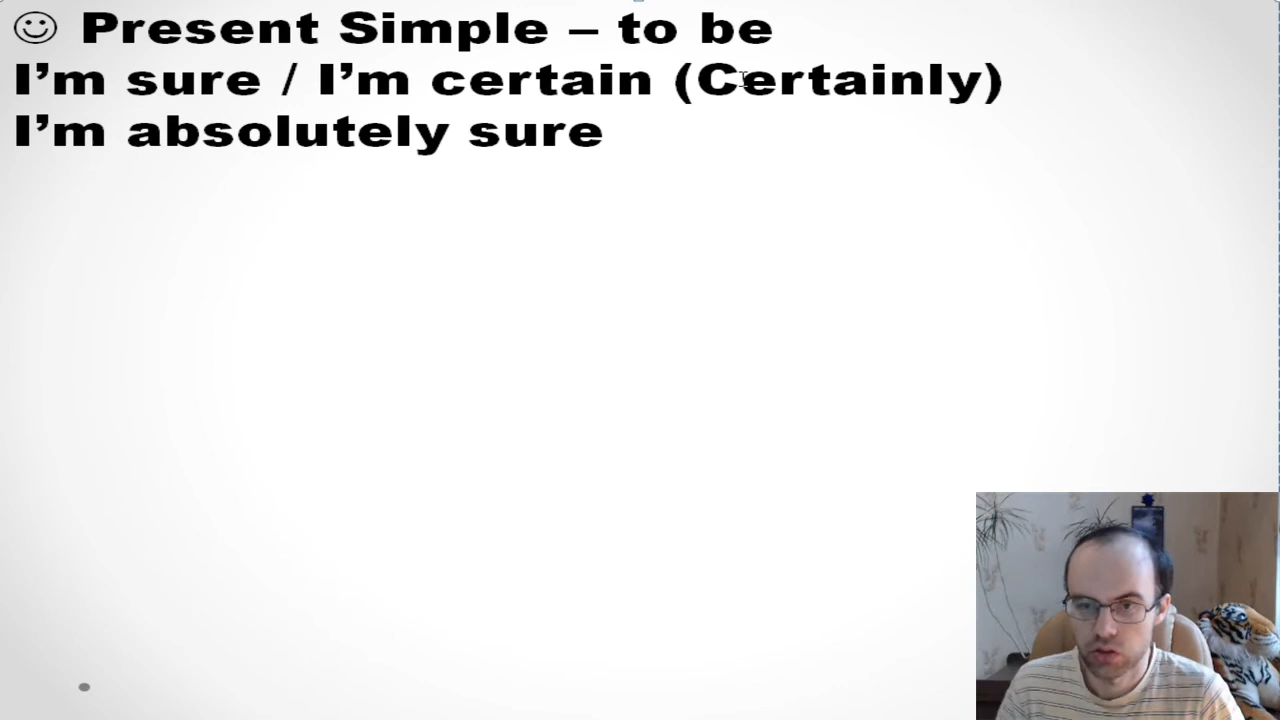 ☺ Present Simple – to be
I’m sure / I’m certain (Certainly)
I’m absolutely sure